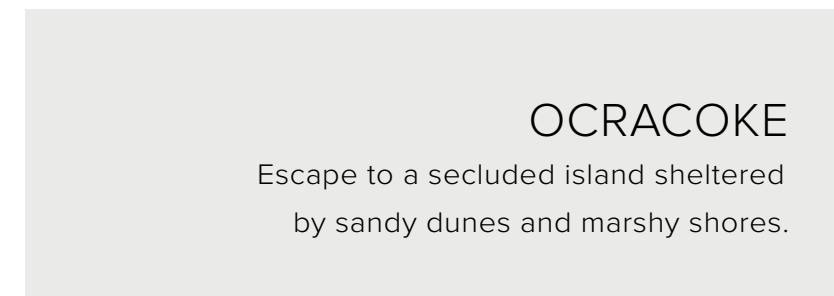 OCRACOKE
Escape to a secluded island sheltered
by sandy dunes and marshy shores.